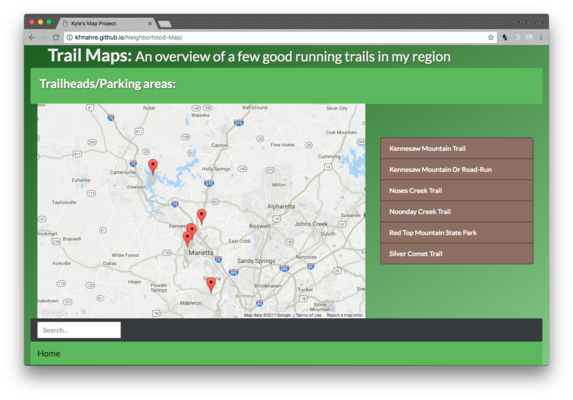 Kyle's Map Project
kfmahre.github.io/Neighborhood-Map/
Trail Maps: An overview of a few good running trails in my region
Trailheads/Parking areas:
Rydal
Waleska
Ball Ground
Silver City
Canton
Coal Mountain
Free Home
Cumming
Cartersville
Holly Springs
Euharlee
Emerson
Milton
Taylorsville
Alpharetta
Suwanee
Roswell
Johns Creek
Kennesaw
Duluth
Braswell
East Cobb
Marietta
Yorkville
Dallas
Sandy Springs
Norcross
Hiram
Powder Springs
Smyrna
Tucker
Brookhaven
Mableton
Stone Mountain
Google
Map data ©2017 Google
Terms of Use
Report a map error
Kennesaw Mountain Trail
Kennesaw Mountain Dr Road-Run
Noses Creek Trail
Noonday Creek Trail
Red Top Mountain State Park
Silver Comet Trail
Search...
Home